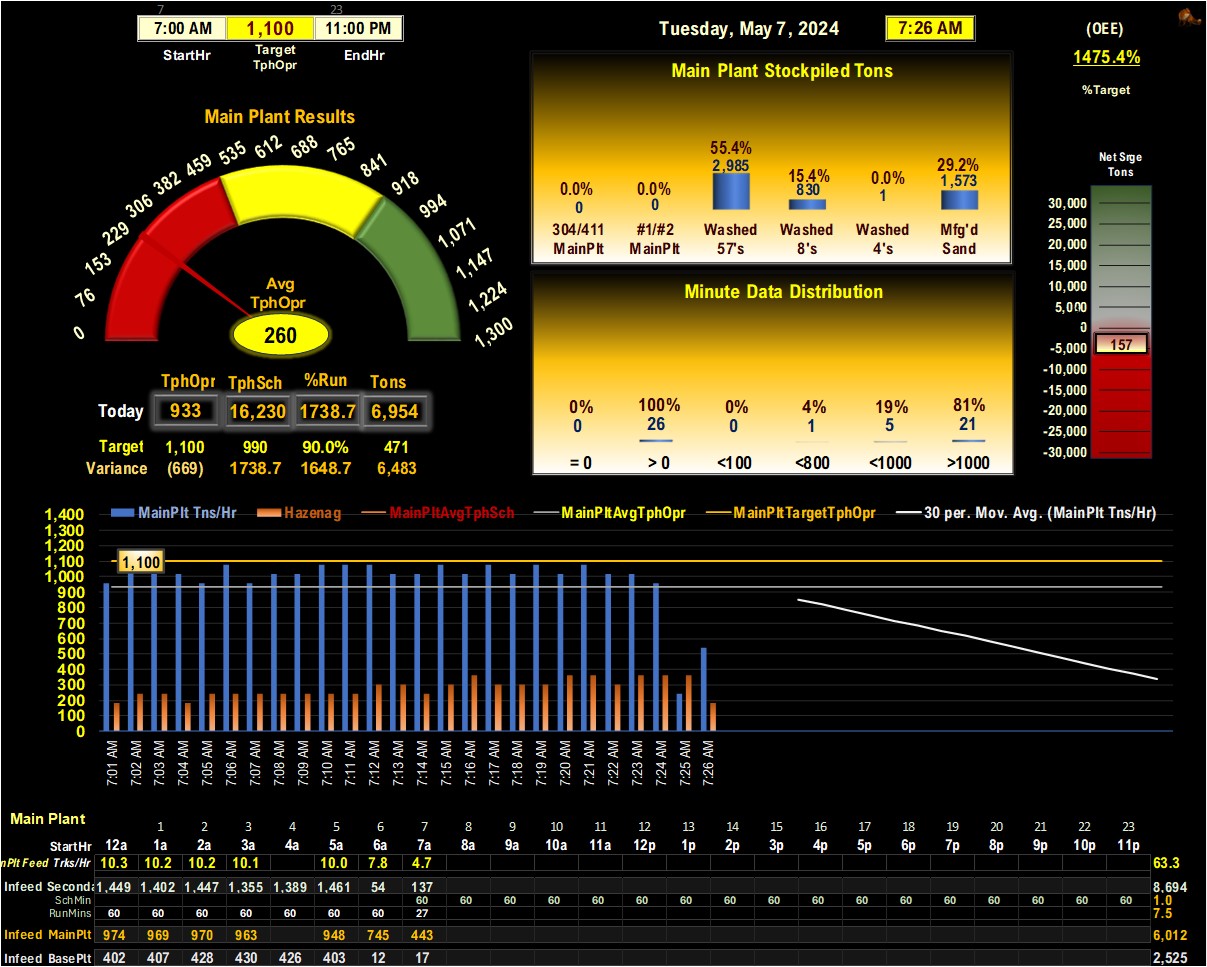 7 23
7:00 AM 1,100 11:00 PM
StartHr Target TphOpr EndHr
Tuesday, May 7, 2024 7:26 AM
(OEE)
1475.4%
%Target
Main Plant Results
0 76 153 229 306 382 459 535 612 688 765 841 918 994 1,071 1,147 1,224 1,300
Avg
TphOpr
260
TphOpr TphSch %Run Tons
Today 933 16,230 1738.7 6,954
Target 1,100 990 90.0% 471
Variance (669) 1738.7 1648.7 6,483
Main Plant Stockpiled Tons
0.0% 0.0% 55.4% 15.4% 0.0% 29.2%
0 0 2,985 830 1 1,573
304/411 #1/#2 Washed Washed Washed Mfg'd
MainPlt MainPlt 57's 8's 4's Sand
Minute Data Distribution
0% 100% 0% 4% 19% 81%
0 26 0 1 5 21
= 0 > 0 <100 <800 <1000 >1000
Net Srge
Tons
30,000
25,000
20,000
15,000
10,000
5,000
0
-5,000
157
-10,000
-15,000
-20,000
-25,000
-30,000
MainPlt Tns/Hr Hazenag MainPltAvgTphSch MainPltAvgTphOpr MainPltTargetTphOpr 30 per. Mov. Avg. (MainPlt Tns/Hr)
1,400
1,300
1,200
1,100
1,100
1,000
900
800
700
600
500
400
300
200
100
0
7:01 AM 7:02 AM 7:03 AM 7:04 AM 7:05 AM 7:06 AM 7:07 AM 7:08 AM 7:09 AM 7:10 AM 7:11 AM 7:12 AM 7:13 AM 7:14 AM 7:15 AM 7:16 AM 7:17 AM 7:18 AM 7:19 AM 7:20 AM 7:21 AM 7:22 AM 7:23 AM 7:24 AM 7:25 AM 7:26 AM
Main Plant
1 2 3 4 5 6 7 8 9 10 11 12 13 14 15 16 17 18 19 20 21 22 23
StartHr 12a 1a 2a 3a 4a 5a 6a 7a 8a 9a 10a 11a 12p 1p 2p 3p 4p 5p 6p 7p 8p 9p 10p 11p
nPlt Feed Trks/Hr 10.3 10.2 10.2 10.1 10.0 7.8 4.7 63.3
Infeed Seconda 1,449 1,402 1,447 1,355 1,389 1,461 54 137 8,694
SchMin 60 60 60 60 60 60 60 60 60 60 60 60 60 60 60 60 60 1.0
RunMins 60 60 60 60 60 60 60 27 7.5
Infeed MainPlt 974 969 970 963 948 745 443 6,012
Infeed BasePlt 402 407 428 430 426 403 12 17 2,525